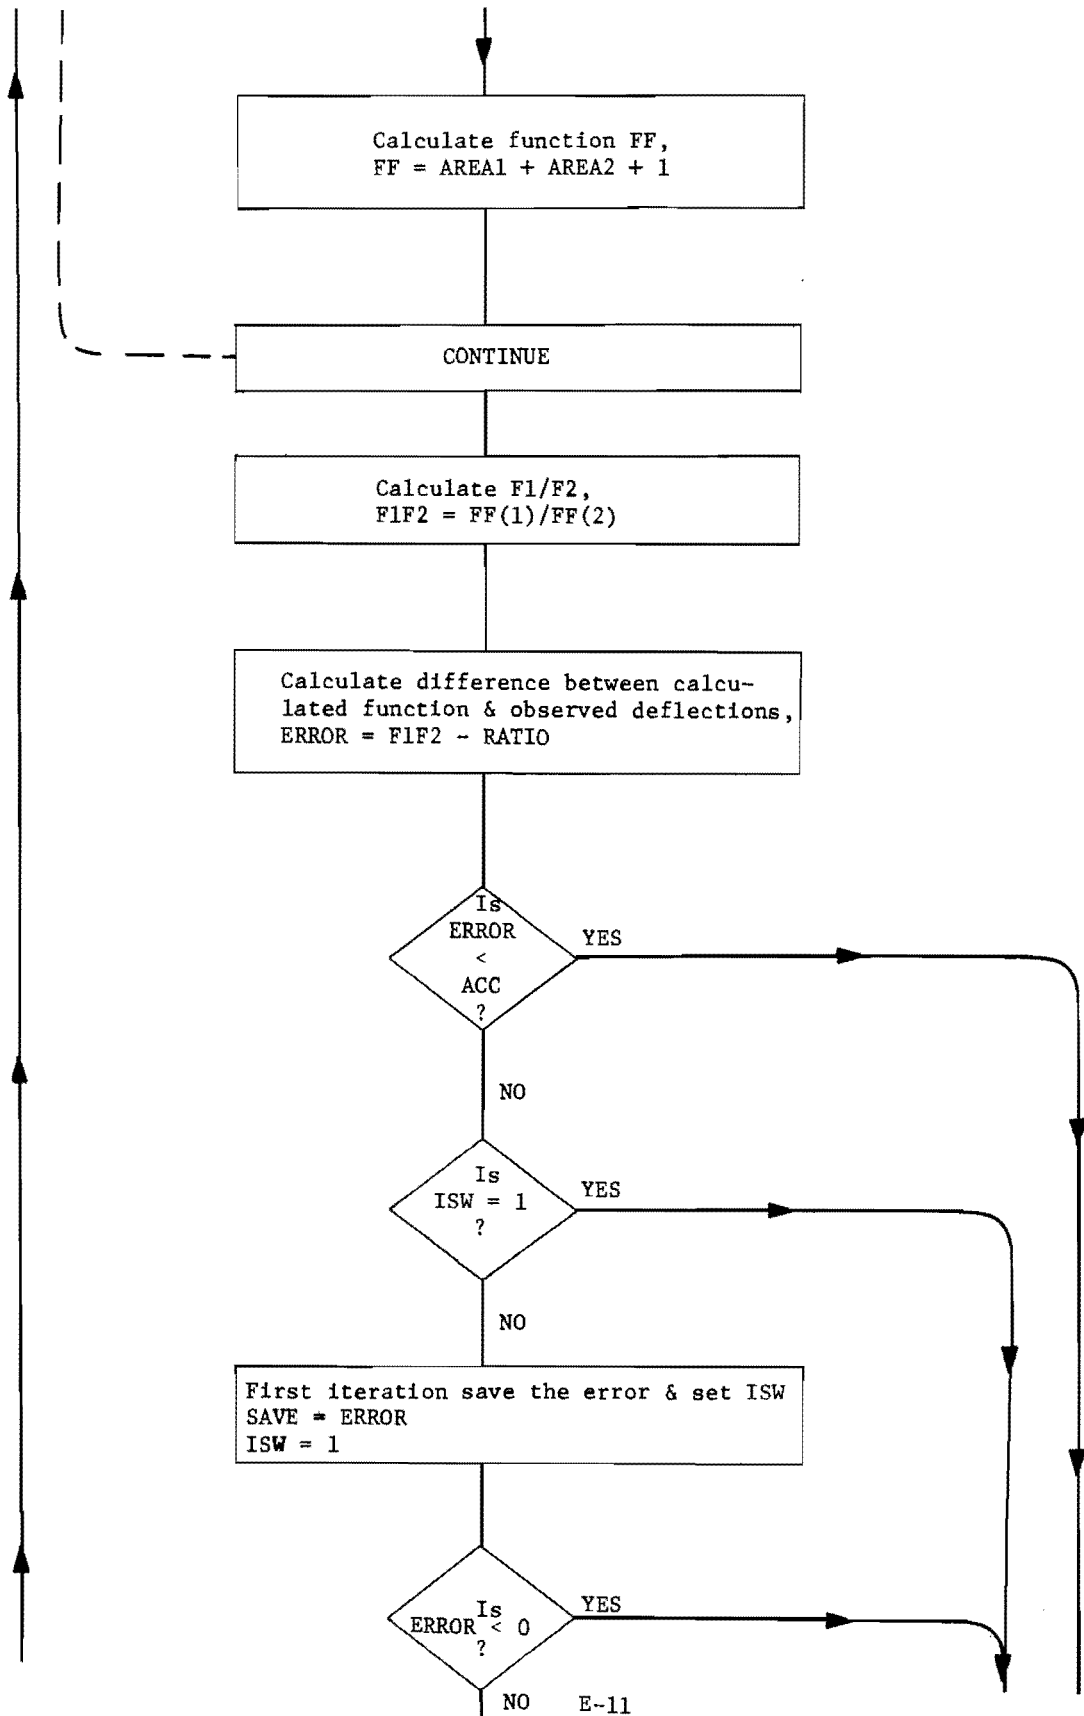 Calculate function FF,
FF = AREA1 + AREA2 + 1
CONTINUE
Calculate F1/F2,
F1F2 = FF(1)/FF(2)
Calculate difference between calcu-
lated function & observed deflections,
ERROR = F1F2 - RATIO
Is
ERROR
<
ACC
?
YES
NO
Is
ISW = 1
?
YES
NO
First iteration save the error & set ISW
SAVE = ERROR
ISW = 1
Is
ERROR < 0
?
YES
NO
E-11